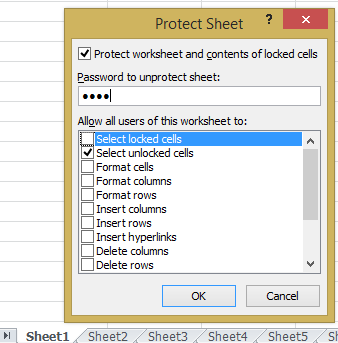 Protect Sheet
Protect worksheet and contents of locked cells
Password to unprotect sheet:
••••
Allow all users of this worksheet to:
Select locked cells
Select unlocked cells
Format cells
Format columns
Format rows
Insert columns
Insert rows
Insert hyperlinks
Delete columns
Delete rows
OK Cancel
Sheet1 Sheet2 Sheet3 Sheet4 Sheet5